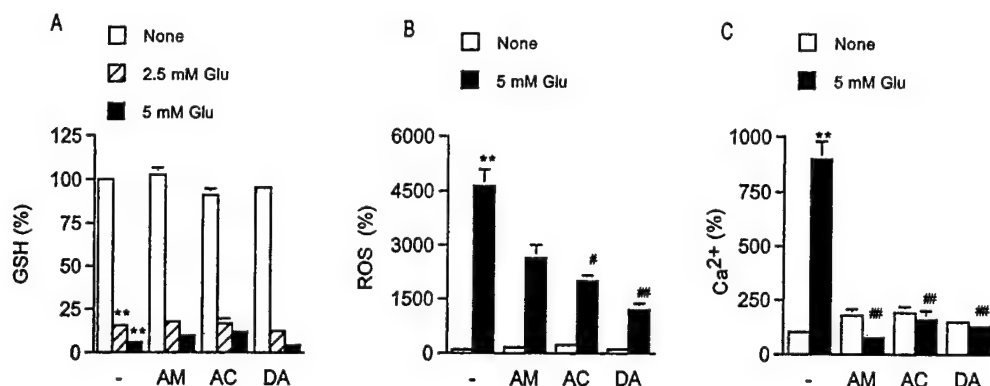 A
None
2.5 mM Glu
5 mM Glu
GSH (%)
125
100
75
50
25
0
**
**
- AM AC DA
B
None
5 mM Glu
ROS (%)
6000
4500
3000
1500
0
**
#
##
- AM AC DA
C
None
5 mM Glu
Ca2+ (%)
1000
750
500
250
0
**
##
##
##
- AM AC DA